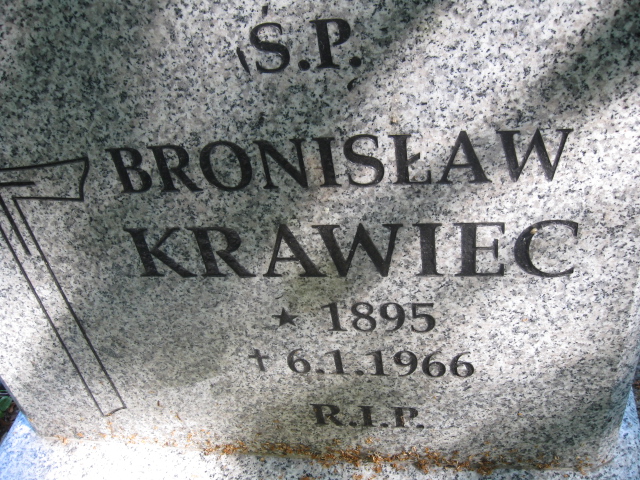 Ś.P.
BRONISŁAW
KRAWIEC
★ 1895
† 6.1.1966
R.I.P.